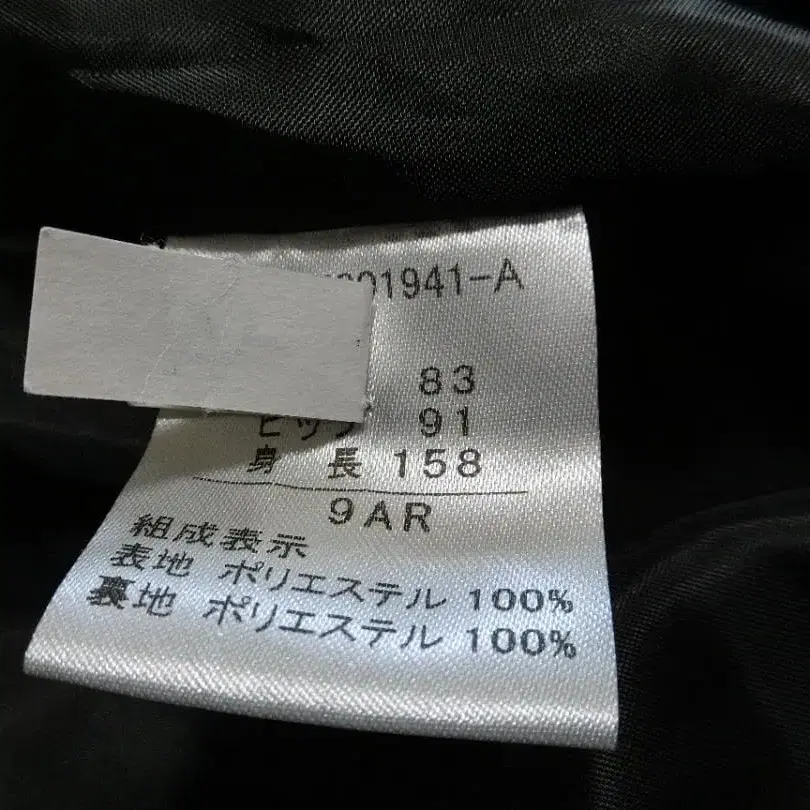 01941-A
83
ヒップ 91
身長 158
9AR
組成表示
表地 ポリエステル 100%
裏地 ポリエステル 100%